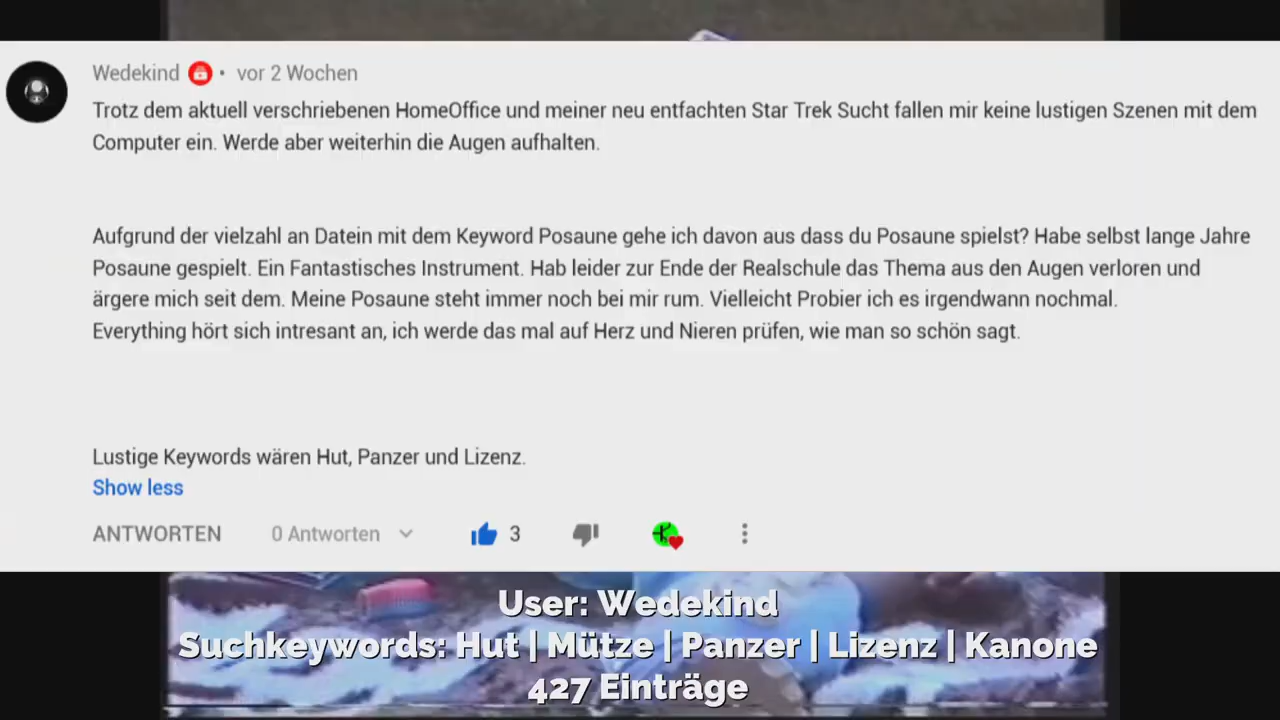 Wedekind • vor 2 Wochen
Trotz dem aktuell verschriebenen HomeOffice und meiner neu entfachten Star Trek Sucht fallen mir keine lustigen Szenen mit dem
Computer ein. Werde aber weiterhin die Augen aufhalten.
Aufgrund der vielzahl an Datein mit dem Keyword Posaune gehe ich davon aus dass du Posaune spielst? Habe selbst lange Jahre
Posaune gespielt. Ein Fantastisches Instrument. Hab leider zur Ende der Realschule das Thema aus den Augen verloren und
ärgere mich seit dem. Meine Posaune steht immer noch bei mir rum. Vielleicht Probier ich es irgendwann nochmal.
Everything hört sich intresant an, ich werde das mal auf Herz und Nieren prüfen, wie man so schön sagt.
Lustige Keywords wären Hut, Panzer und Lizenz.
Show less
ANTWORTEN 0 Antworten 3
User: Wedekind
Suchkeywords: Hut | Mütze | Panzer | Lizenz | Kanone
427 Einträge